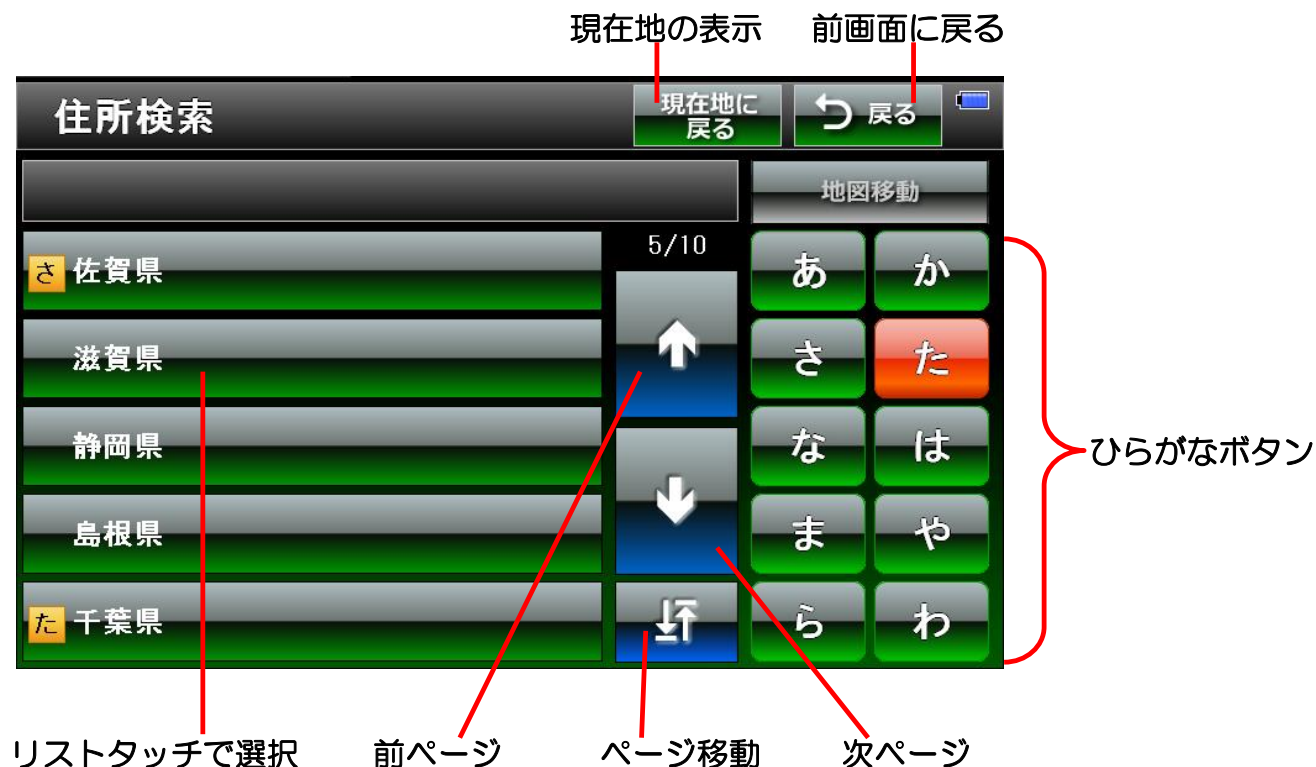 現在地の表示
前画面に戻る
住所検索
現在地に
戻る
戻る
地図移動
5/10
さ 佐賀県
滋賀県
静岡県
島根県
た 千葉県
あ か
さ た
な は
ま や
ら わ
ひらがなボタン
リストタッチで選択
前ページ
ページ移動
次ページ